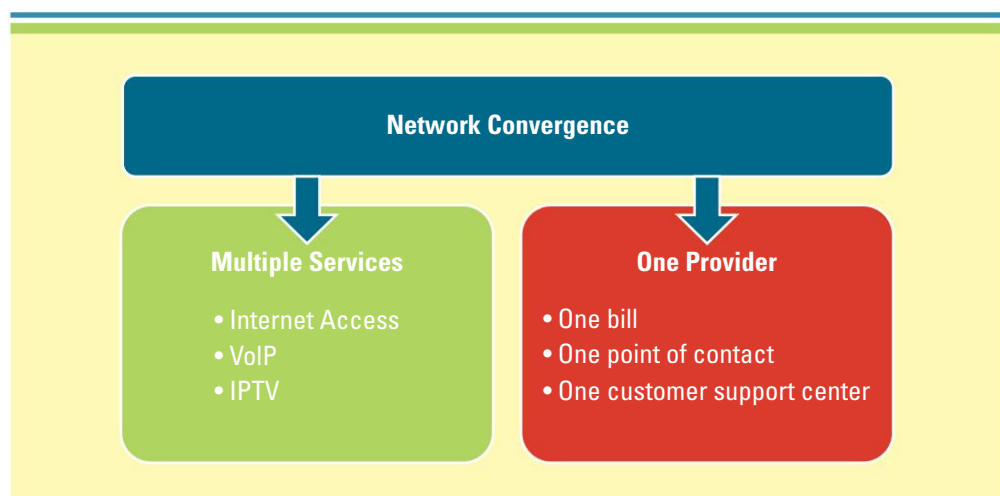 Network Convergence
Multiple Services
• Internet Access
• VoIP
• IPTV
One Provider
• One bill
• One point of contact
• One customer support center